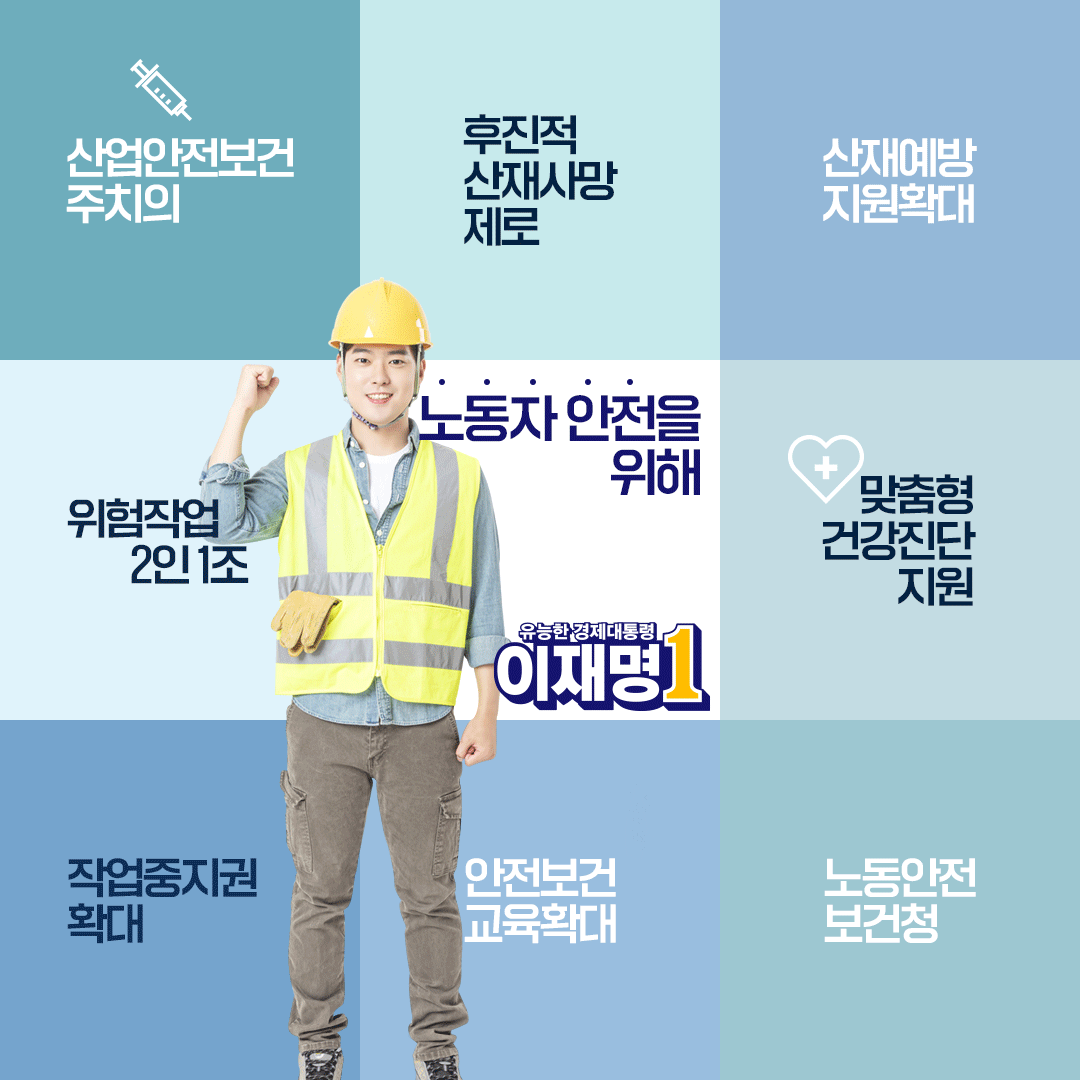 산업안전보건
주치의
후진적
산재사망
제로
산재예방
지원확대
위험작업
2인 1조
노동자 안전을
위해
유능한 경제대통령
이재명1
맞춤형
건강진단
지원
작업중지권
확대
안전보건
교육확대
노동안전
보건청